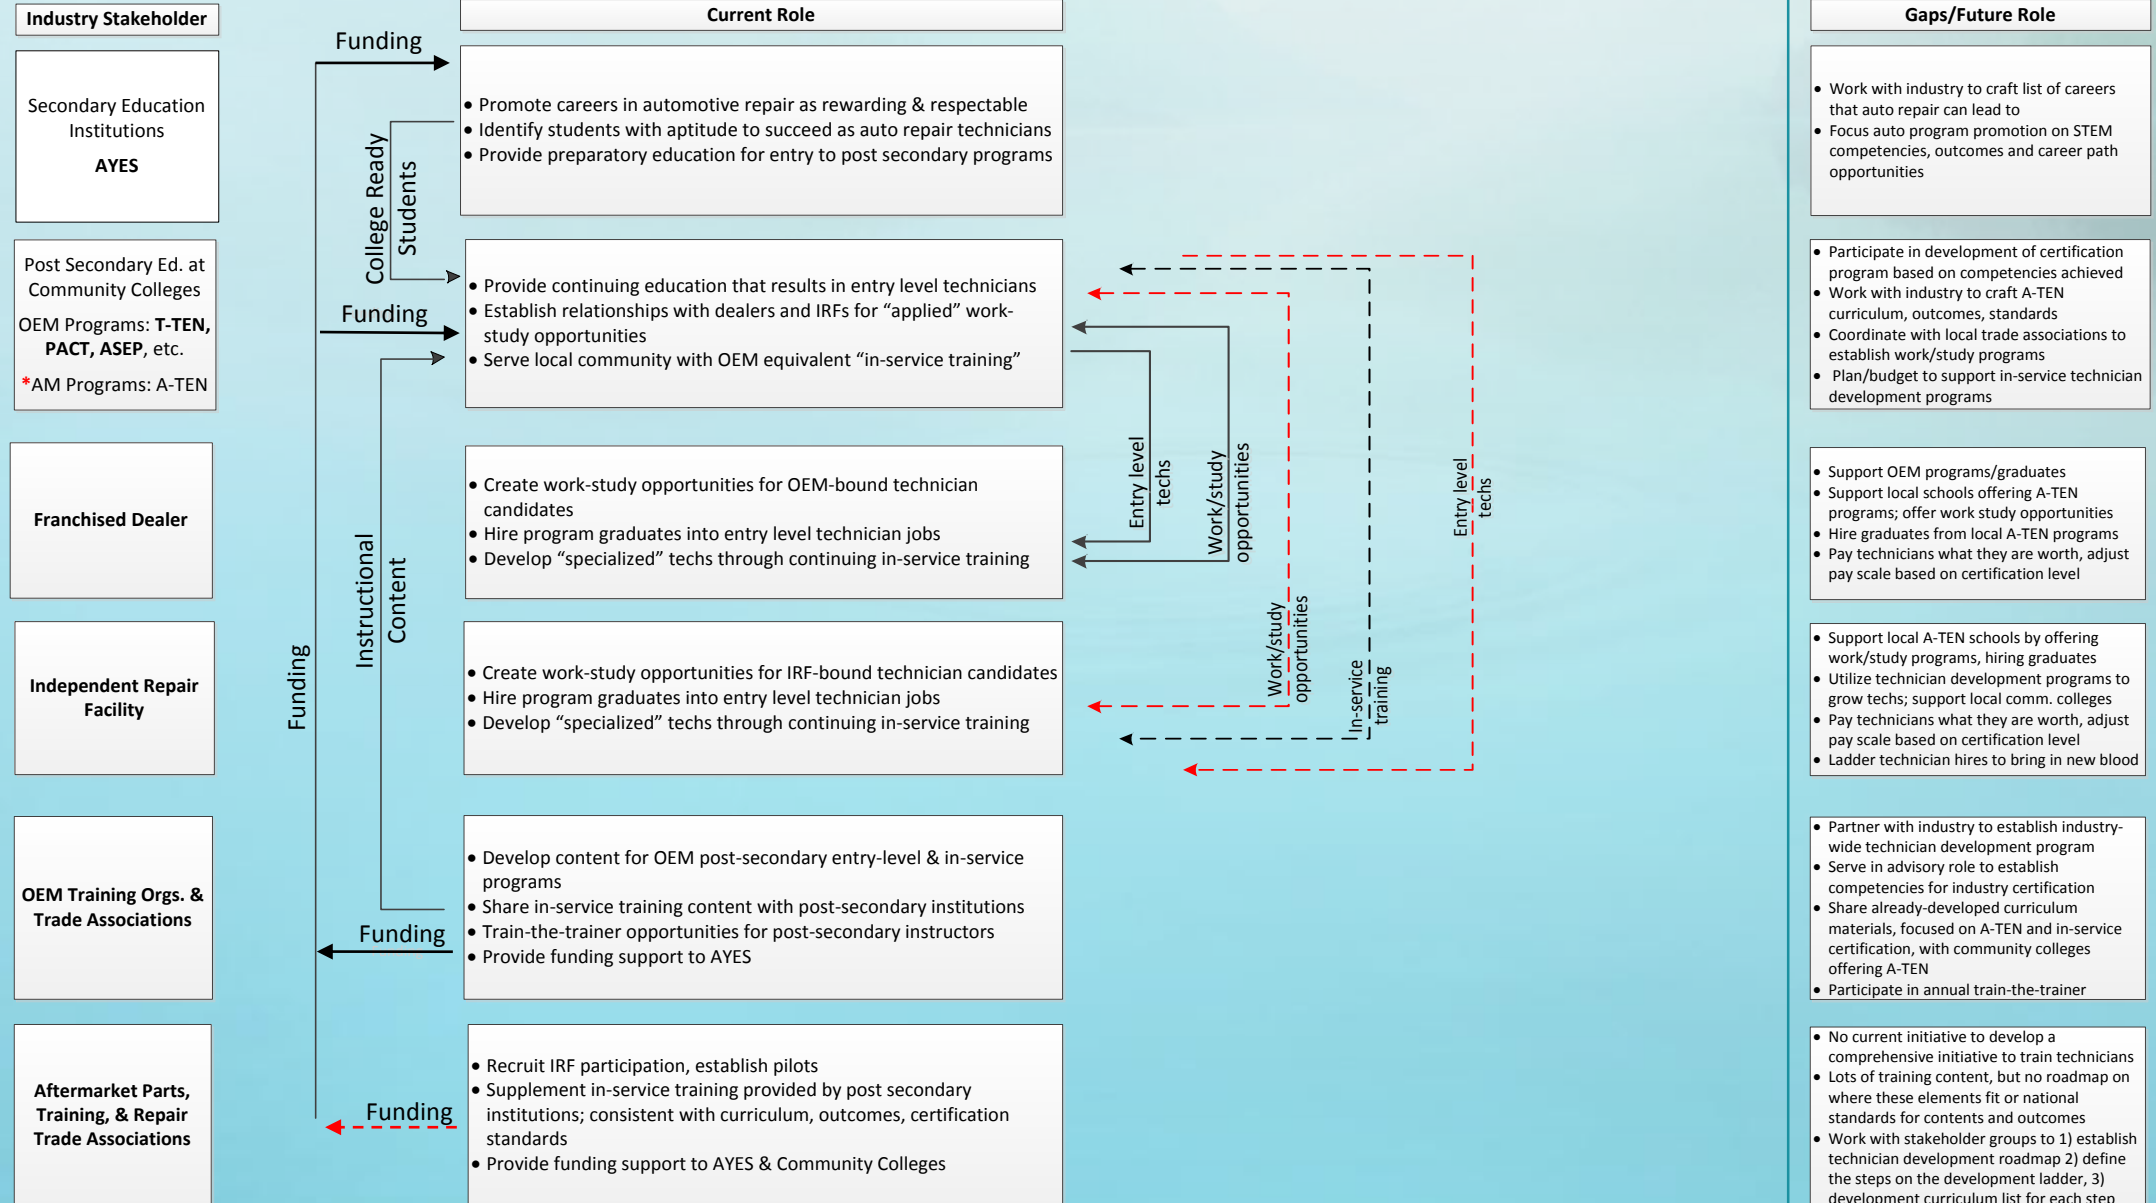 Industry Stakeholder
Current Role
Gaps/Future Role
Secondary Education
Institutions
AYES
Funding
• Promote careers in automotive repair as rewarding & respectable
• Identify students with aptitude to succeed as auto repair technicians
• Provide preparatory education for entry to post secondary programs
• Work with industry to craft list of careers
that auto repair can lead to
• Focus auto program promotion on STEM
competencies, outcomes and career path
opportunities
College Ready
Students
Post Secondary Ed. at
Community Colleges
OEM Programs: T-TEN,
PACT, ASEP, etc.
*AM Programs: A-TEN
Funding
• Provide continuing education that results in entry level technicians
• Establish relationships with dealers and IRFs for “applied” work-
study opportunities
• Serve local community with OEM equivalent “in-service training”
• Participate in development of certification
program based on competencies achieved
• Work with industry to craft A-TEN
curriculum, outcomes, standards
• Coordinate with local trade associations to
establish work/study programs
• Plan/budget to support in-service technician
development programs
Franchised Dealer
• Create work-study opportunities for OEM-bound technician
candidates
• Hire program graduates into entry level technician jobs
• Develop “specialized” techs through continuing in-service training
Entry level
techs
Work/study
opportunities
Entry level
techs
• Support OEM programs/graduates
• Support local schools offering A-TEN
programs; offer work study opportunities
• Hire graduates from local A-TEN programs
• Pay technicians what they are worth, adjust
pay scale based on certification level
Funding
Instructional
Content
Independent Repair
Facility
• Create work-study opportunities for IRF-bound technician candidates
• Hire program graduates into entry level technician jobs
• Develop “specialized” techs through continuing in-service training
Work/study
opportunities
In-service
training
• Support local A-TEN schools by offering
work/study programs, hiring graduates
• Utilize technician development programs to
grow techs; support local comm. colleges
• Pay technicians what they are worth, adjust
pay scale based on certification level
• Ladder technician hires to bring in new blood
OEM Training Orgs. &
Trade Associations
Funding
• Develop content for OEM post-secondary entry-level & in-service
programs
• Share in-service training content with post-secondary institutions
• Train-the-trainer opportunities for post-secondary instructors
• Provide funding support to AYES
• Partner with industry to establish industry-
wide technician development program
• Serve in advisory role to establish
competencies for industry certification
• Share already-developed curriculum
materials, focused on A-TEN and in-service
certification, with community colleges
offering A-TEN
• Participate in annual train-the-trainer
Aftermarket Parts,
Training, & Repair
Trade Associations
Funding
• Recruit IRF participation, establish pilots
• Supplement in-service training provided by post secondary
institutions; consistent with curriculum, outcomes, certification
standards
• Provide funding support to AYES & Community Colleges
• No current initiative to develop a
comprehensive initiative to train technicians
• Lots of training content, but no roadmap on
where these elements fit or national
standards for contents and outcomes
• Work with stakeholder groups to 1) establish
technician development roadmap 2) define
the steps on the development ladder, 3)
development curriculum list for each step